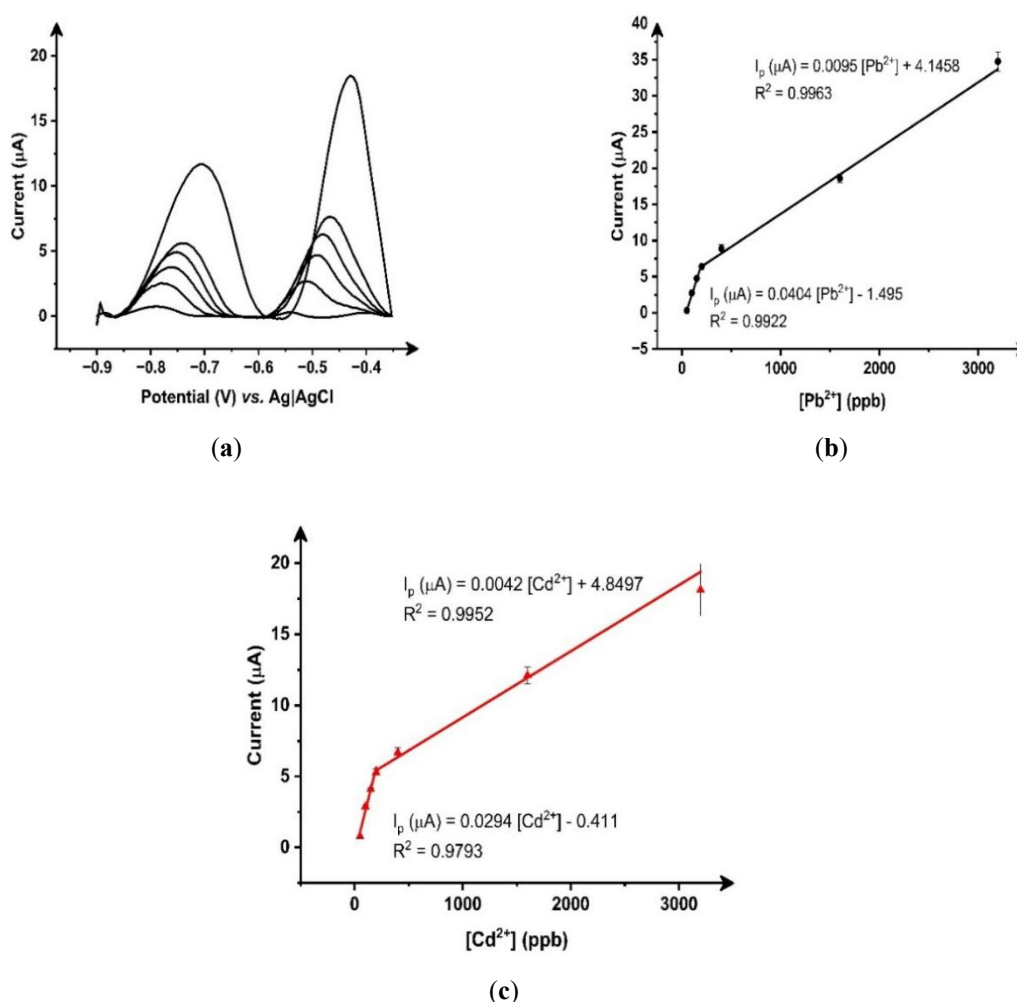 20
15
10
5
0
Current (µA)
−0.9
−0.8
−0.7
−0.6
−0.5
−0.4
Potential (V) vs. Ag|AgCl
(a)
40
35
30
25
20
15
10
5
0
−5
Current (µA)
Iₚ (µA) = 0.0095 [Pb²⁺] + 4.1458
R² = 0.9963
Iₚ (µA) = 0.0404 [Pb²⁺] - 1.495
R² = 0.9922
0
1000
2000
3000
[Pb²⁺] (ppb)
(b)
20
15
10
5
0
Current (µA)
Iₚ (µA) = 0.0042 [Cd²⁺] + 4.8497
R² = 0.9952
Iₚ (µA) = 0.0294 [Cd²⁺] - 0.411
R² = 0.9793
0
1000
2000
3000
[Cd²⁺] (ppb)
(c)